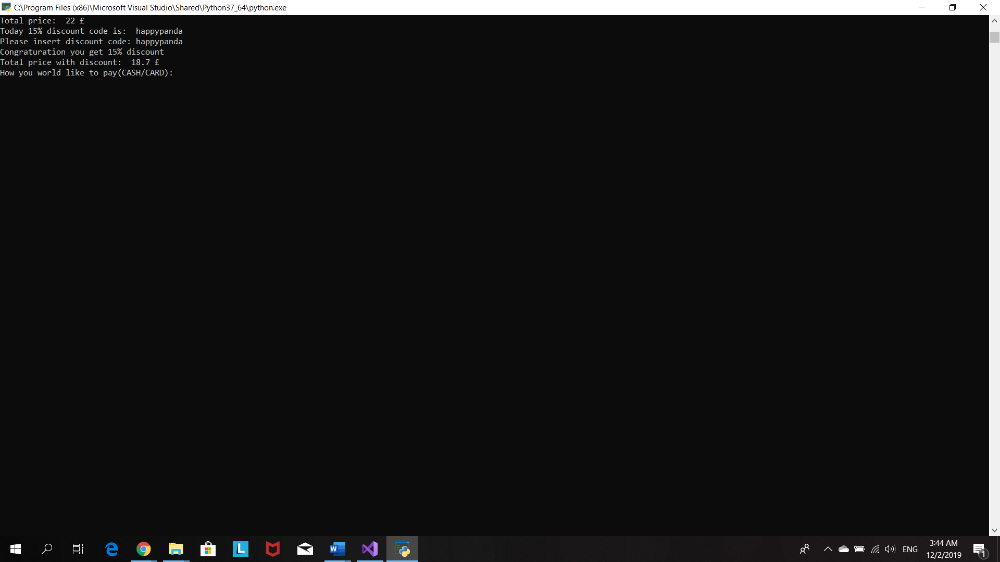 C:\Program Files (x86)\Microsoft Visual Studio\Shared\Python37_64\python.exe
Total price:  22 £
Today 15% discount code is:  happypanda
Please insert discount code: happypanda
Congraturation you get 15% discount
Total price with discount:  18.7 £
How you world like to pay(CASH/CARD):
L
W
ENG
3:44 AM
12/2/2019
1